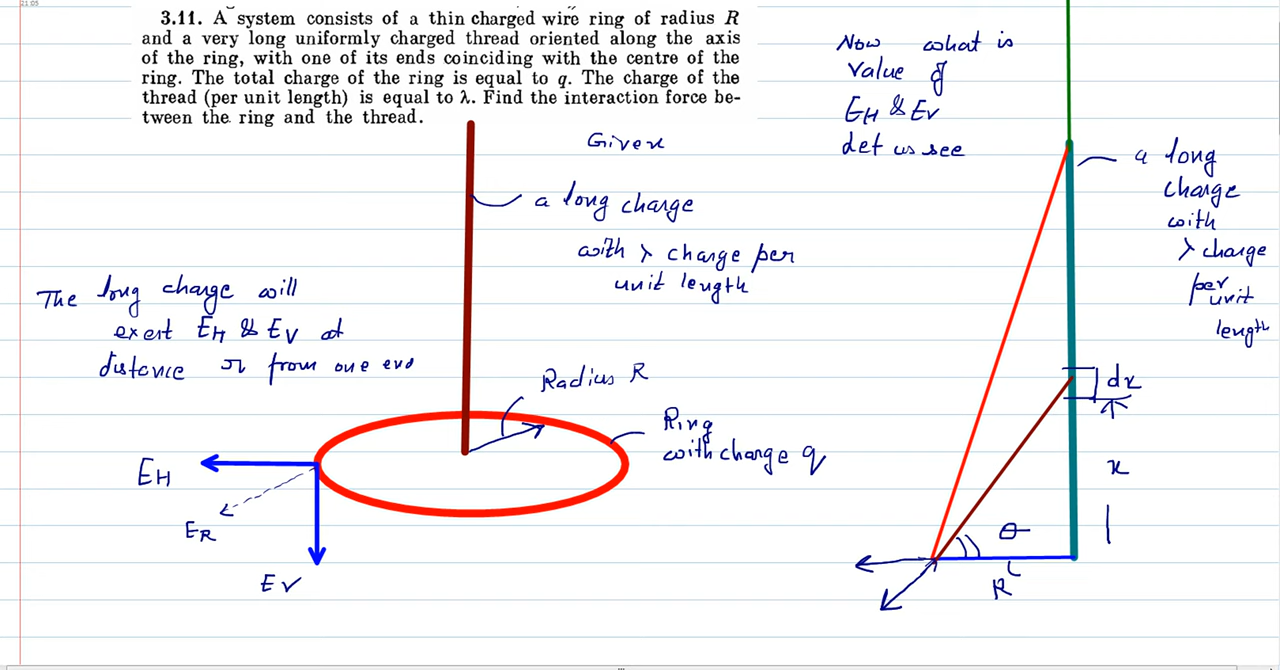 21:05
3.11. A system consists of a thin charged wire ring of radius R
and a very long uniformly charged thread oriented along the axis
of the ring, with one of its ends coinciding with the centre of the
ring. The total charge of the ring is equal to q. The charge of the
thread (per unit length) is equal to λ. Find the interaction force be-
tween the ring and the thread.
Given
a long charge
with λ charge per
unit length
The long charge will
exert EH & EV at
distance r from one end
Radius R
Ring
with charge q
EH
ER
EV
Now what is
value of
EH & EV
let us see
a long
charge
with
λ charge
per
unit
length
dx
x
θ
R